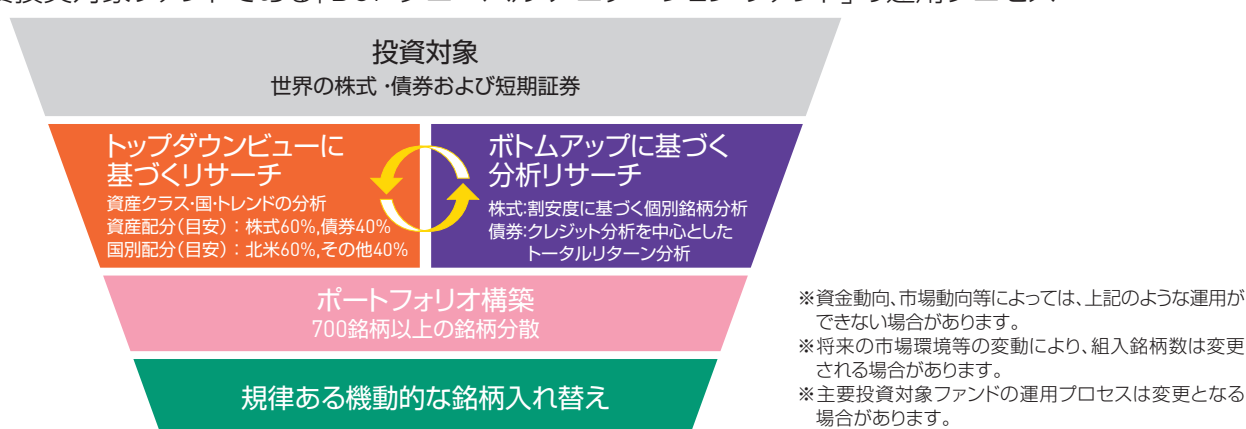 投資対象
世界の株式・債券および短期証券
トップダウンビューに
基づくリサーチ
資産クラス・国・トレンドの分析
資産配分(目安):株式60%,債券40%
国別配分(目安):北米60%,その他40%
ボトムアップに基づく
分析リサーチ
株式:割安度に基づく個別銘柄分析
債券:クレジット分析を中心とした
トータルリターン分析
ポートフォリオ構築
700銘柄以上の銘柄分散
規律ある機動的な銘柄入れ替え
※資金動向、市場動向等によっては、上記のような運用が
できない場合があります。
※将来の市場環境等の変動により、組入銘柄数は変更
される場合があります。
※主要投資対象ファンドの運用プロセスは変更となる
場合があります。